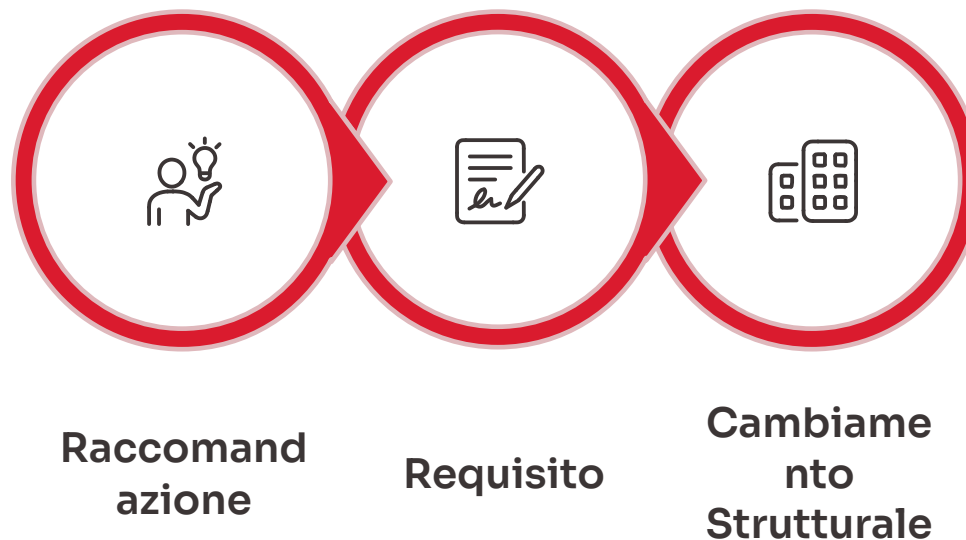 Raccomand
azione
Requisito
Cambiame
nto
Strutturale